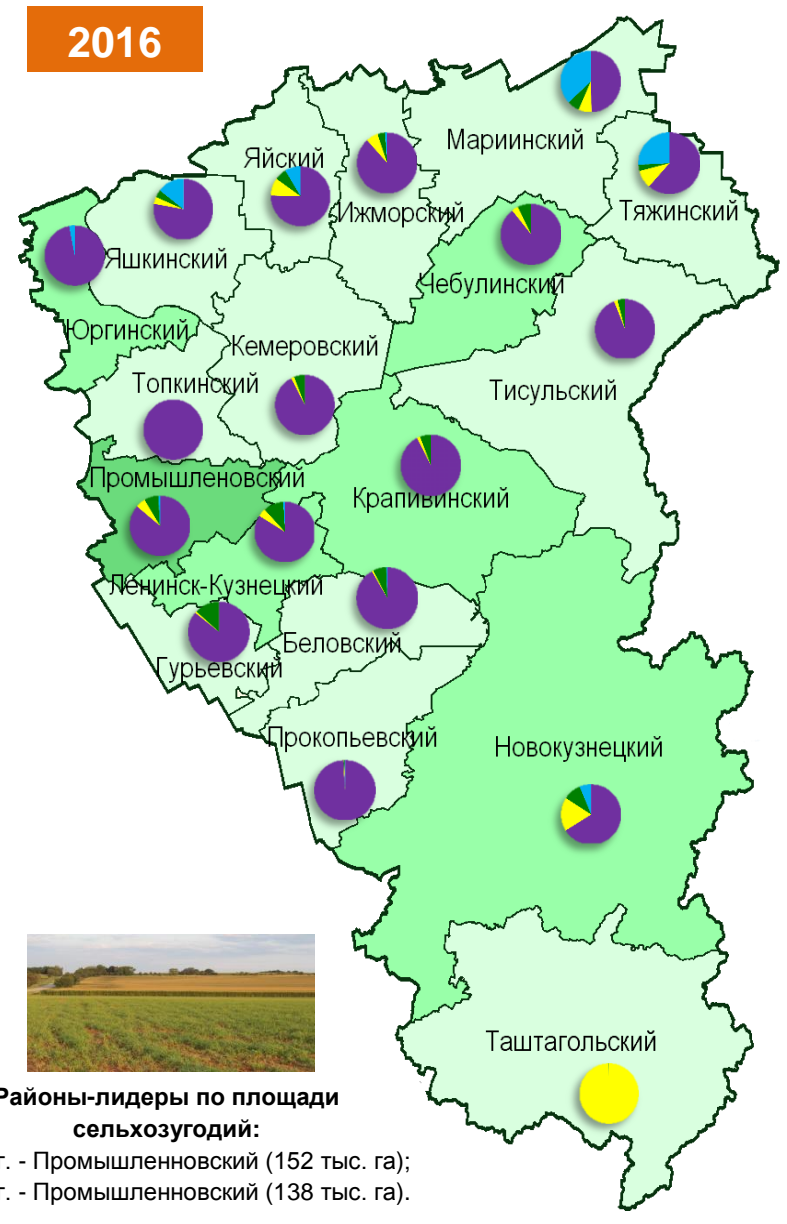 2016
Мариинский
Яйский
Ижморский
Тяжинский
Яшкинский
Чебулинский
Юргинский
Кемеровский
Топкинский
Тисульский
Промышленовский
Крапивинский
Ленинск-Кузнецкий
Беловский
Гурьевский
Прокопьевский
Новокузнецкий
Таштагольский
Районы-лидеры по площади
сельхозугодий:
г. - Промышленновский (152 тыс. га);
г. - Промышленновский (138 тыс. га).